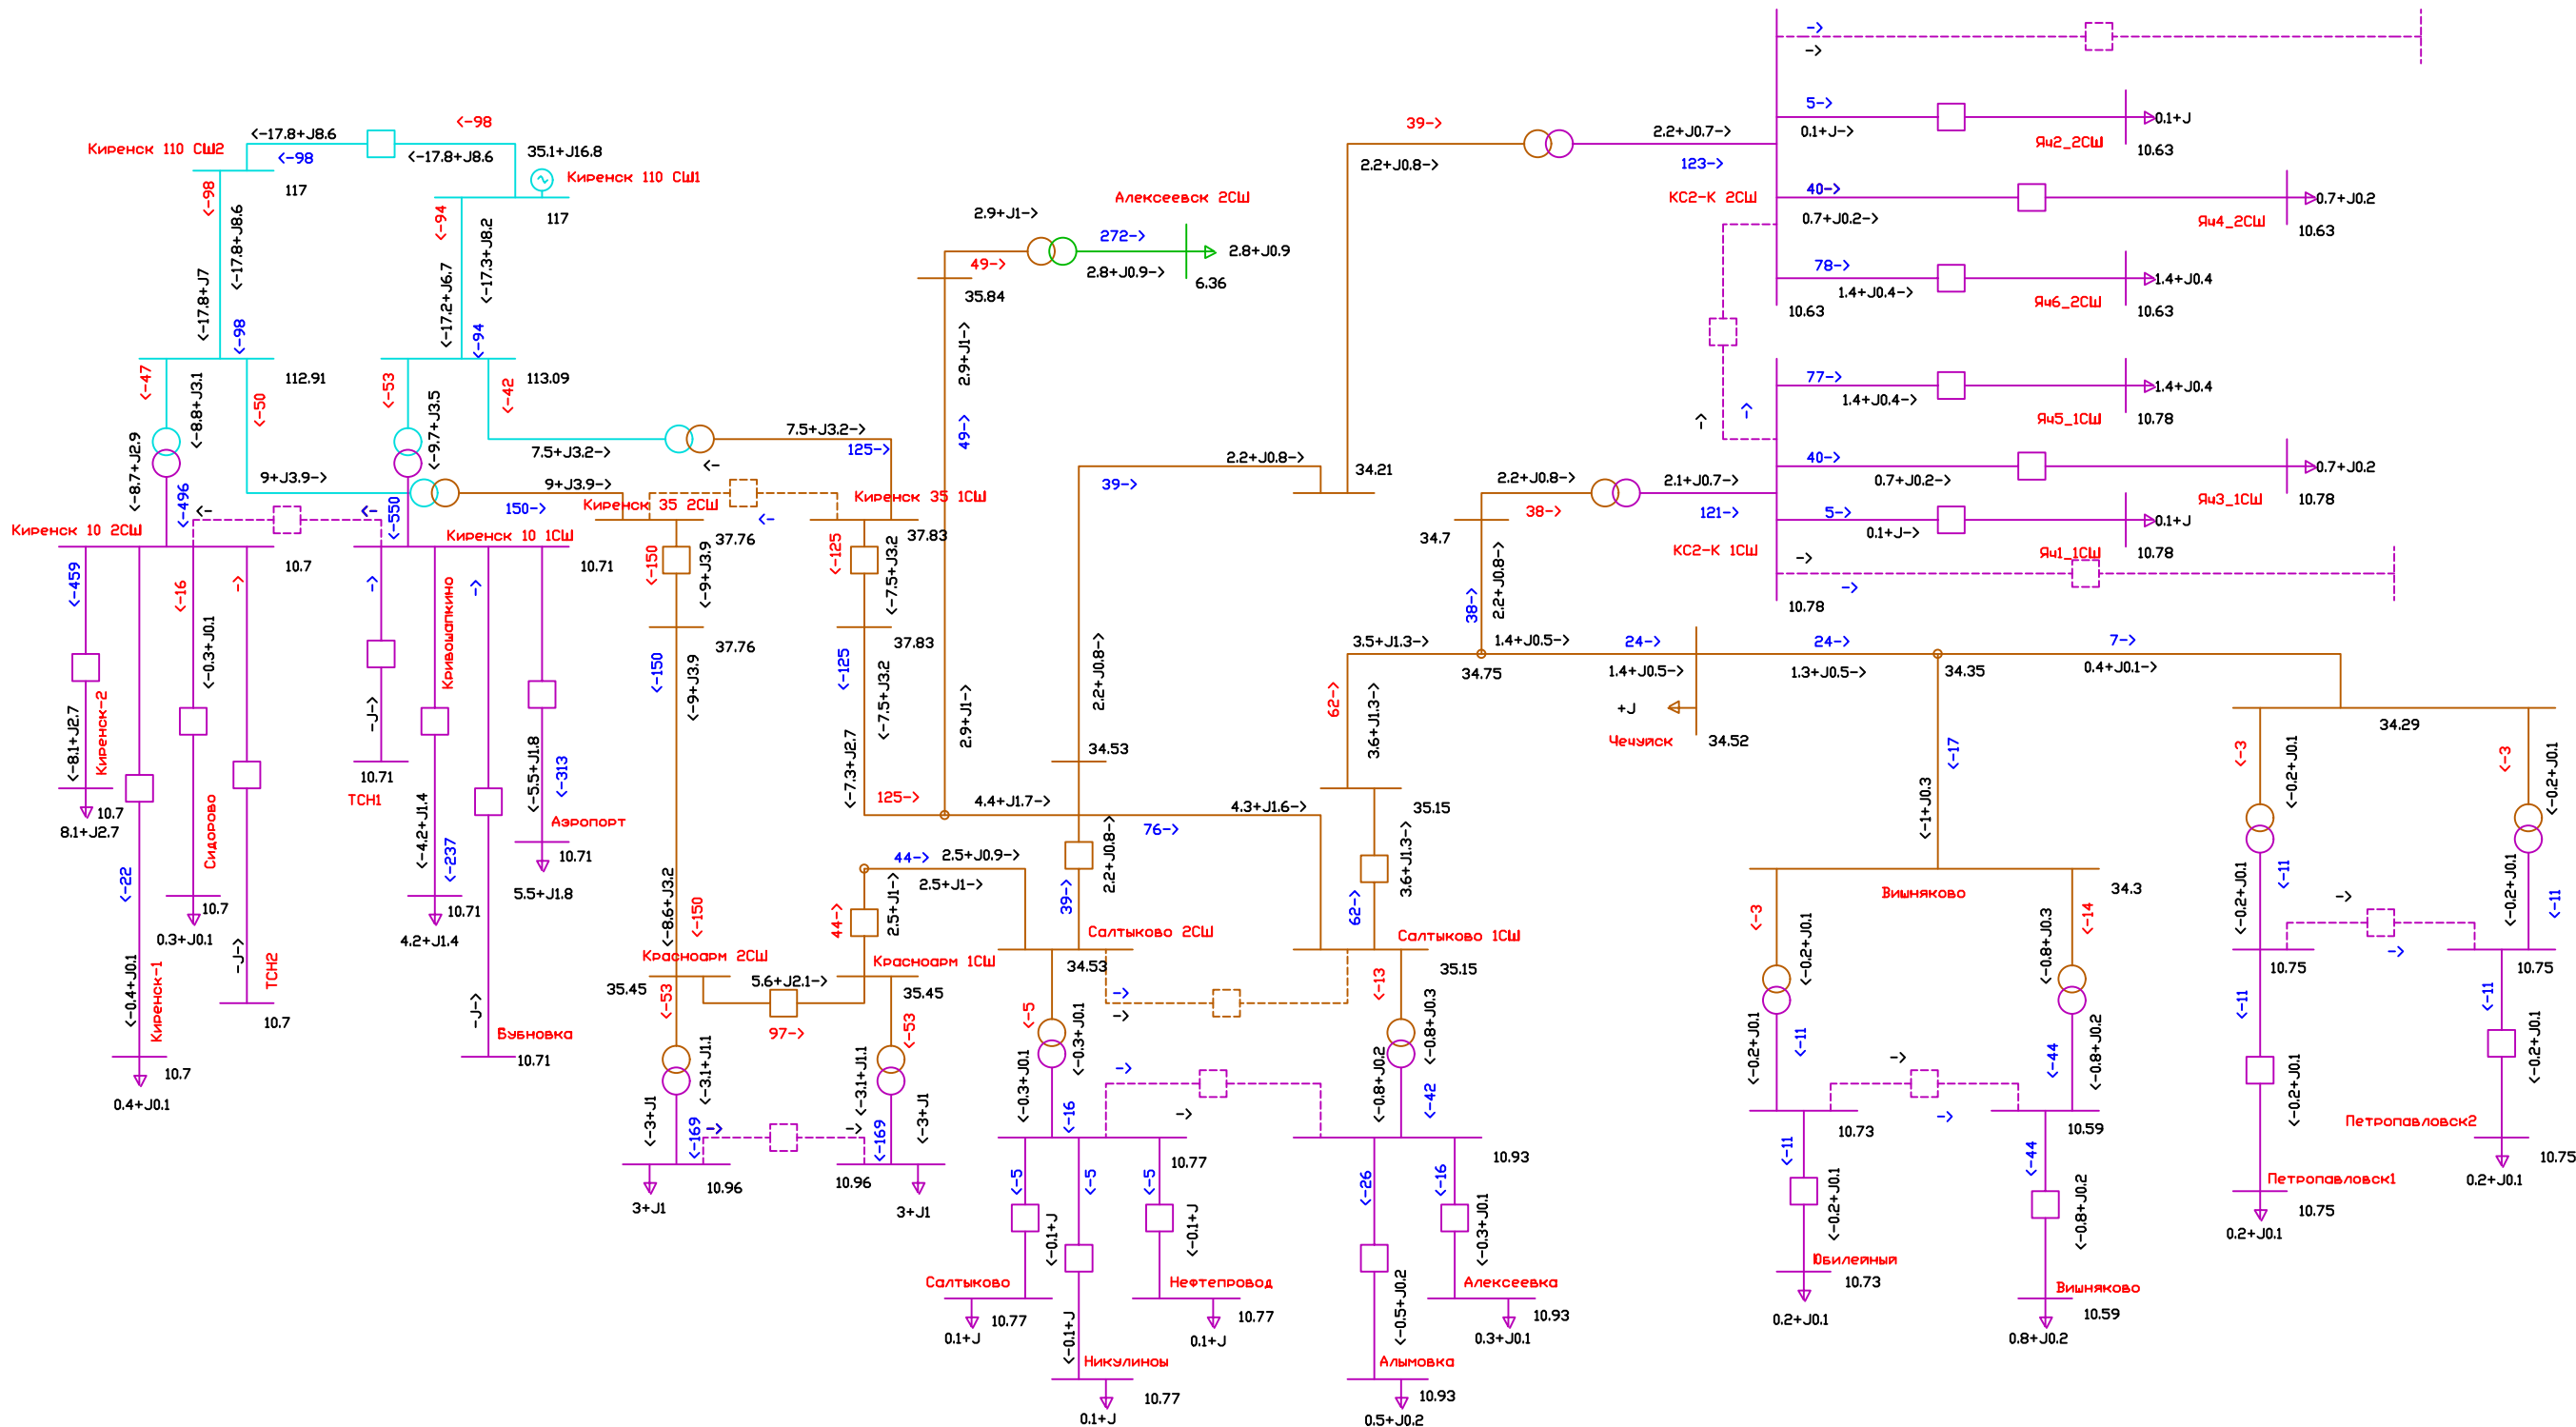 –>
–>
39–>
2.2+J0.7–>
5–>
0.1+J–>
0.1+J
Яч2_2СШ
10.63
<–98
<–17.8+J8.6
35.1+J16.8
Киренск 110 СШ2
<–98
<–17.8+J8.6
Киренск 110 СШ1
117
117
2.2+J0.8–>
123–>
<–98
<–17.8+J8.6
<–17.8+J7
<–98
<–94
<–17.3+J8.2
<–17.2+J6.7
<–94
Алексеевск 2СШ
КС2-К 2СШ
40–>
0.7+J0.2–>
0.7+J0.2
Яч4_2СШ
10.63
2.9+J1–>
272–>
49–>
2.8+J0.9–>
2.8+J0.9
35.84
6.36
78–>
1.4+J0.4–>
1.4+J0.4
Яч6_2СШ
10.63
10.63
112.91
113.09
<–47
<–8.8+J3.1
<–8.7+J2.9
<–50
<–53
<–9.7+J3.5
<–42
2.9+J1–>
49–>
77–>
1.4+J0.4–>
1.4+J0.4
Яч5_1СШ
10.78
–>
–>
7.5+J3.2–>
7.5+J3.2–>
125–>
<–
2.2+J0.8–>
39–>
34.21
2.2+J0.8–>
38–>
2.1+J0.7–>
121–>
40–>
0.7+J0.2–>
0.7+J0.2
Яч3_1СШ
10.78
9+J3.9–>
9+J3.9–>
150–>
<–496
<–
<–
<–550
Киренск 35 2СШ
<–
Киренск 35 1СШ
Киренск 10 2СШ
Киренск 10 1СШ
37.76
37.83
34.7
КС2-К 1СШ
5–>
0.1+J–>
0.1+J
Яч1_1СШ
10.78
–>
–>
10.78
10.7
10.71
<–459
<–16
–>
–>
–>
Кривошапкино
<–150
<–9+J3.9
<–125
<–7.5+J3.2
38–>
2.2+J0.8–>
<–0.3+J0.1
37.76
37.83
<–150
<–9+J3.9
<–125
<–7.5+J3.2
2.9+J1–>
2.2+J0.8–>
3.5+J1.3–>
1.4+J0.5–>
24–>
24–>
7–>
34.75
1.4+J0.5–>
1.3+J0.5–>
34.35
0.4+J0.1–>
62–>
3.6+J1.3–>
+J
Чечуйск
34.52
34.29
<–8.1+J2.7
Киренск-2
–J–>
<–5.5+J1.8
<–313
10.71
ТСН1
<–7.3+J2.7
34.53
<–17
<–1+J0.3
<–3
<–0.2+J0.1
<–3
<–0.2+J0.1
10.7
8.1+J2.7
<–22
Сидорово
<–4.2+J1.4
<–237
Аэропорт
10.71
5.5+J1.8
125–>
4.4+J1.7–>
76–>
4.3+J1.6–>
35.15
44–>
2.5+J0.9–>
2.5+J1–>
44–>
2.5+J1–>
39–>
2.2+J0.8–>
62–>
3.6+J1.3–>
Вишняково
34.3
<–0.2+J0.1
<–11
<–0.2+J0.1
<–11
–>
–>
10.7
0.3+J0.1
10.71
4.2+J1.4
<–8.6+J3.2
<–150
Салтыково 2СШ
Салтыково 1СШ
<–3
<–0.2+J0.1
<–14
<–0.8+J0.3
–J–>
ТСН2
10.7
Красноарм 2СШ
Красноарм 1СШ
34.53
35.15
10.75
10.75
<–0.4+J0.1
Киренск-1
–J–>
35.45
<–53
5.6+J2.1–>
97–>
35.45
<–53
–>
–>
<–5
<–0.3+J0.1
<–13
<–0.8+J0.3
<–11
<–11
Бубновка
10.71
<–3.1+J1.1
<–3.1+J1.1
<–0.2+J0.1
<–11
<–44
<–0.8+J0.2
<–0.2+J0.1
<–0.2+J0.1
10.7
0.4+J0.1
<–3+J1
<–169
–>
–>
<–169
<–3+J1
<–0.3+J0.1
<–16
–>
–>
<–0.8+J0.2
<–42
–>
–>
10.73
10.59
Петропавловск2
10.75
0.2+J0.1
10.96
10.96
3+J1
3+J1
10.77
10.93
<–5
<–5
<–5
<–26
<–16
<–11
<–44
Петропавловск1
10.75
0.2+J0.1
<–0.1+J
<–0.1+J
<–0.3+J0.1
<–0.2+J0.1
<–0.8+J0.2
Салтыково
Нефтепровод
Алексеевка
Юбилейный
10.73
Вишняково
10.77
10.77
10.93
0.2+J0.1
10.59
0.1+J
0.1+J
0.3+J0.1
0.8+J0.2
<–0.1+J
<–0.5+J0.2
Никулиноы
Алымовка
10.77
10.93
0.1+J
0.5+J0.2